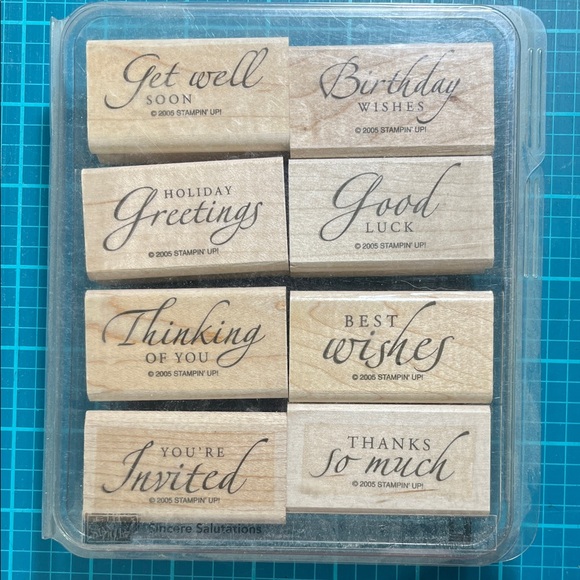 Get well
SOON
© 2005 STAMPIN' UP!
Birthday
WISHES
© 2005 STAMPIN' UP!
HOLIDAY
Greetings
© 2005 STAMPIN' UP!
Good
LUCK
© 2005 STAMPIN' UP!
Thinking
OF YOU
© 2005 STAMPIN' UP!
BEST
wishes
© 2005 STAMPIN' UP!
YOU'RE
Invited
© 2005 STAMPIN' UP!
THANKS
so much
© 2005 STAMPIN' UP!
Sincere Salutations